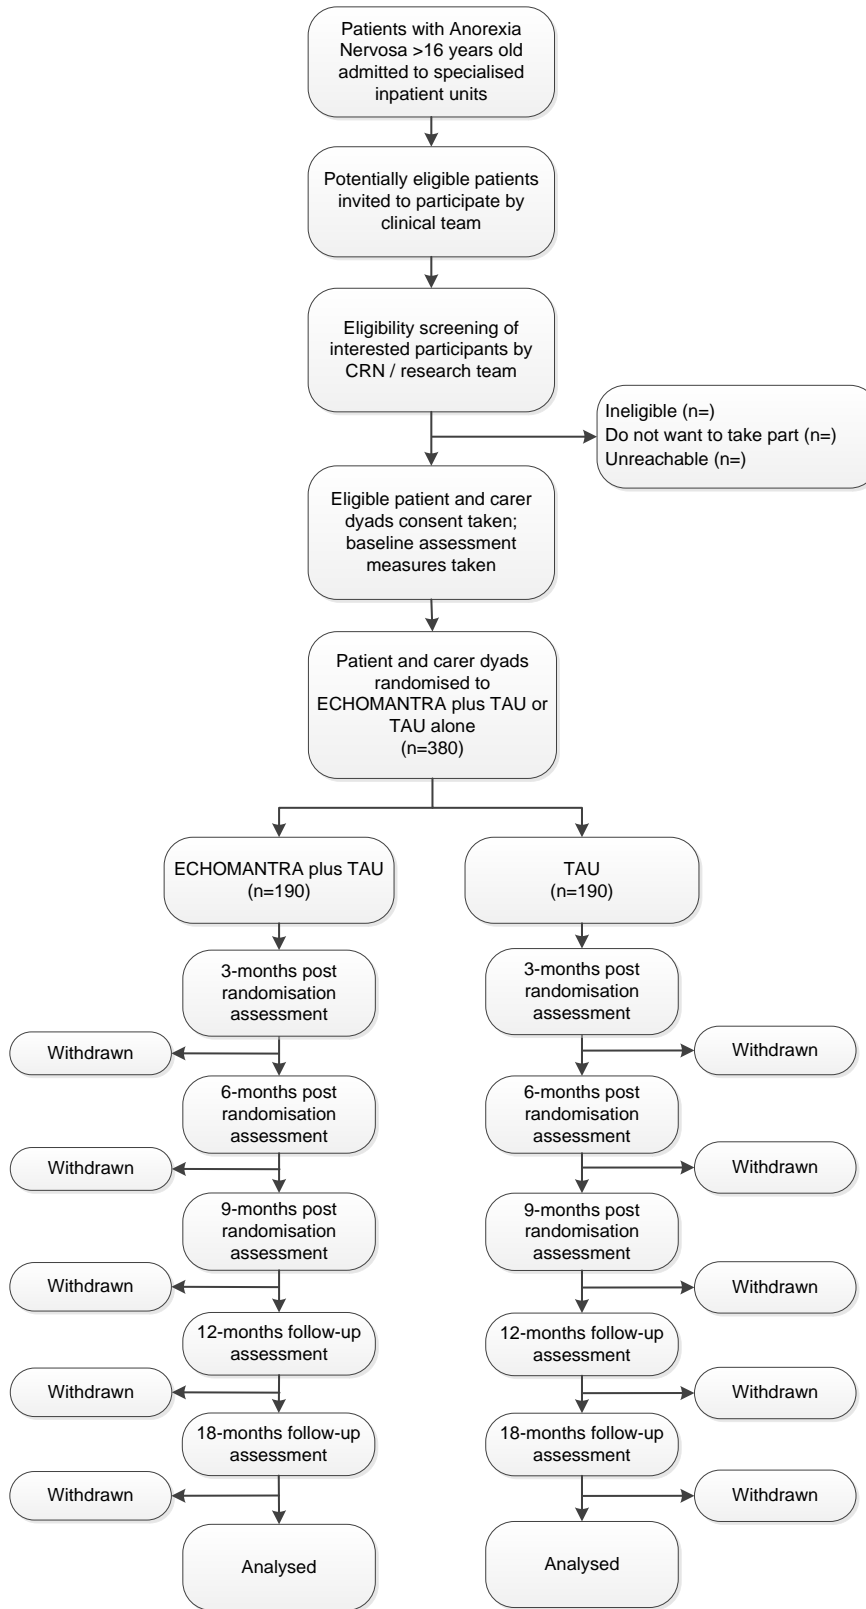 Patients with Anorexia
Nervosa >16 years old
admitted to specialised
inpatient units
Potentially eligible patients
invited to participate by
clinical team
Eligibility screening of
interested participants by
CRN / research team
Ineligible (n=)
Do not want to take part (n=)
Unreachable (n=)
Eligible patient and carer
dyads consent taken;
baseline assessment
measures taken
Patient and carer dyads
randomised to
ECHOMANTRA plus TAU or
TAU alone
(n=380)
ECHOMANTRA plus TAU
(n=190)
TAU
(n=190)
3-months post
randomisation
assessment
3-months post
randomisation
assessment
Withdrawn
Withdrawn
6-months post
randomisation
assessment
6-months post
randomisation
assessment
Withdrawn
Withdrawn
9-months post
randomisation
assessment
9-months post
randomisation
assessment
Withdrawn
Withdrawn
12-months follow-up
assessment
12-months follow-up
assessment
Withdrawn
Withdrawn
18-months follow-up
assessment
18-months follow-up
assessment
Withdrawn
Withdrawn
Analysed
Analysed